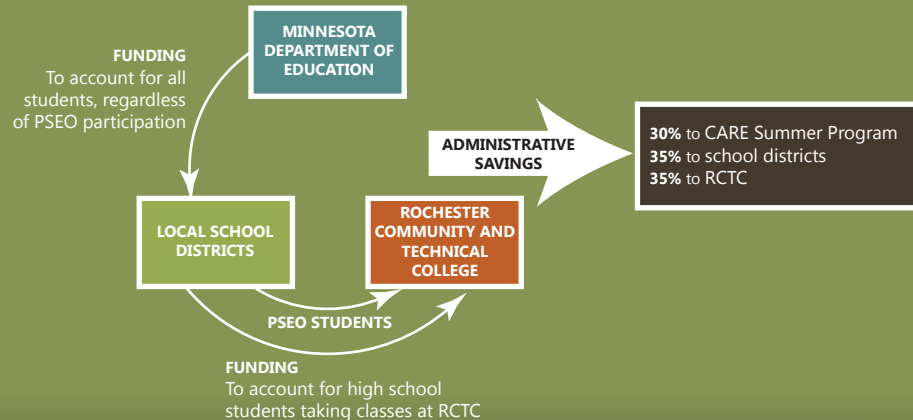 MINNESOTA
DEPARTMENT OF
EDUCATION
FUNDING
To account for all
students, regardless
of PSEO participation
ADMINISTRATIVE
SAVINGS
30% to CARE Summer Program
35% to school districts
35% to RCTC
LOCAL SCHOOL
DISTRICTS
ROCHESTER
COMMUNITY AND
TECHNICAL
COLLEGE
PSEO STUDENTS
FUNDING
To account for high school
students taking classes at RCTC